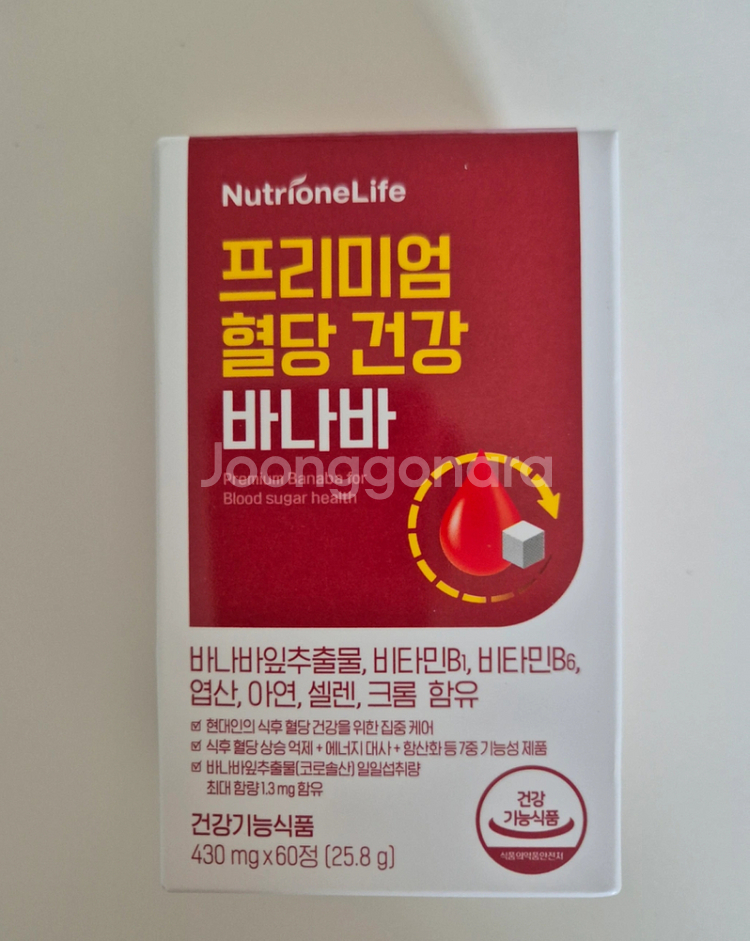 NutrioneLife
프리미엄
혈당 건강
바나바
Joonggonara
Premium Banaba for
Blood sugar health
바나바잎추출물, 비타민B1, 비타민B6,
엽산, 아연, 셀렌, 크롬 함유
현대인의 식후 혈당 건강을 위한 집중 케어
식후 혈당 상승 억제 + 에너지 대사 + 항산화 등 7중 기능성 제품
바나바잎추출물(코로솔산) 일일섭취량
최대 함량 1.3 mg 함유
건강기능식품
430 mg x 60정 (25.8 g)
건강
기능식품
식품의약품안전처